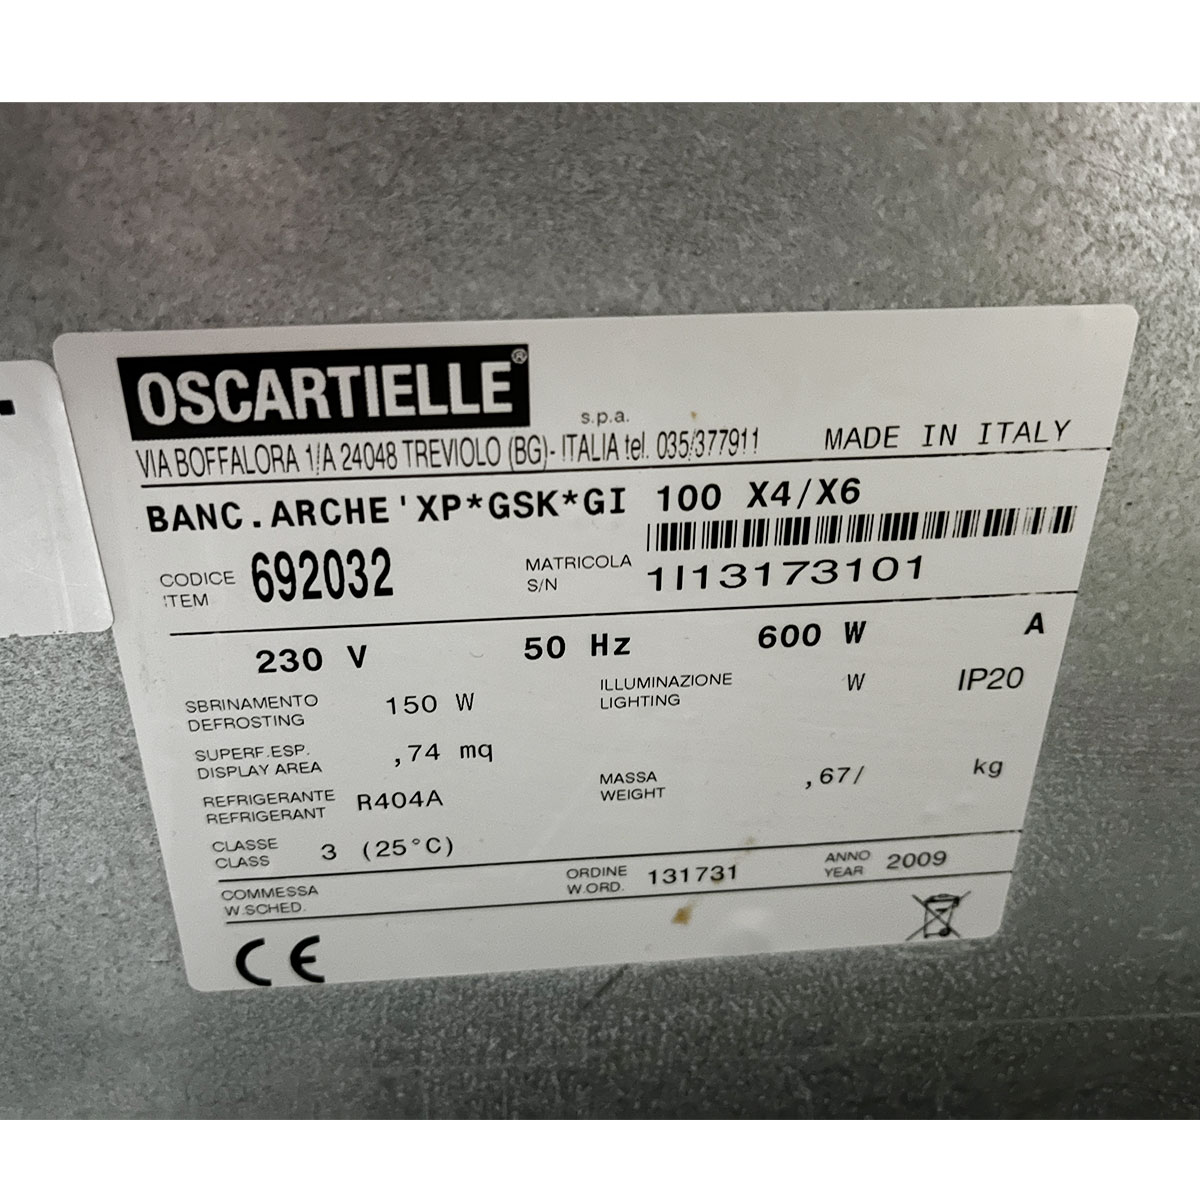 OSCARTIELLE®
s.p.a.
VIA BOFFALORA 1/A 24048 TREVIOLO (BG)- ITALIA tel. 035/377911 MADE IN ITALY
BANC.ARCHE'XP*GSK*GI 100 X4/X6
CODICE 692032 MATRICOLA 1I13173101
ITEM S/N
230 V 50 Hz 600 W A
SBRINAMENTO 150 W ILLUMINAZIONE W IP20
DEFROSTING LIGHTING
SUPERF.ESP. ,74 mq
DISPLAY AREA
MASSA ,67/ kg
WEIGHT
REFRIGERANTE R404A
REFRIGERANT
CLASSE 3 (25°C)
CLASS
COMMESSA ORDINE 131731 ANNO 2009
W.SCHED. W.ORD. YEAR
CE